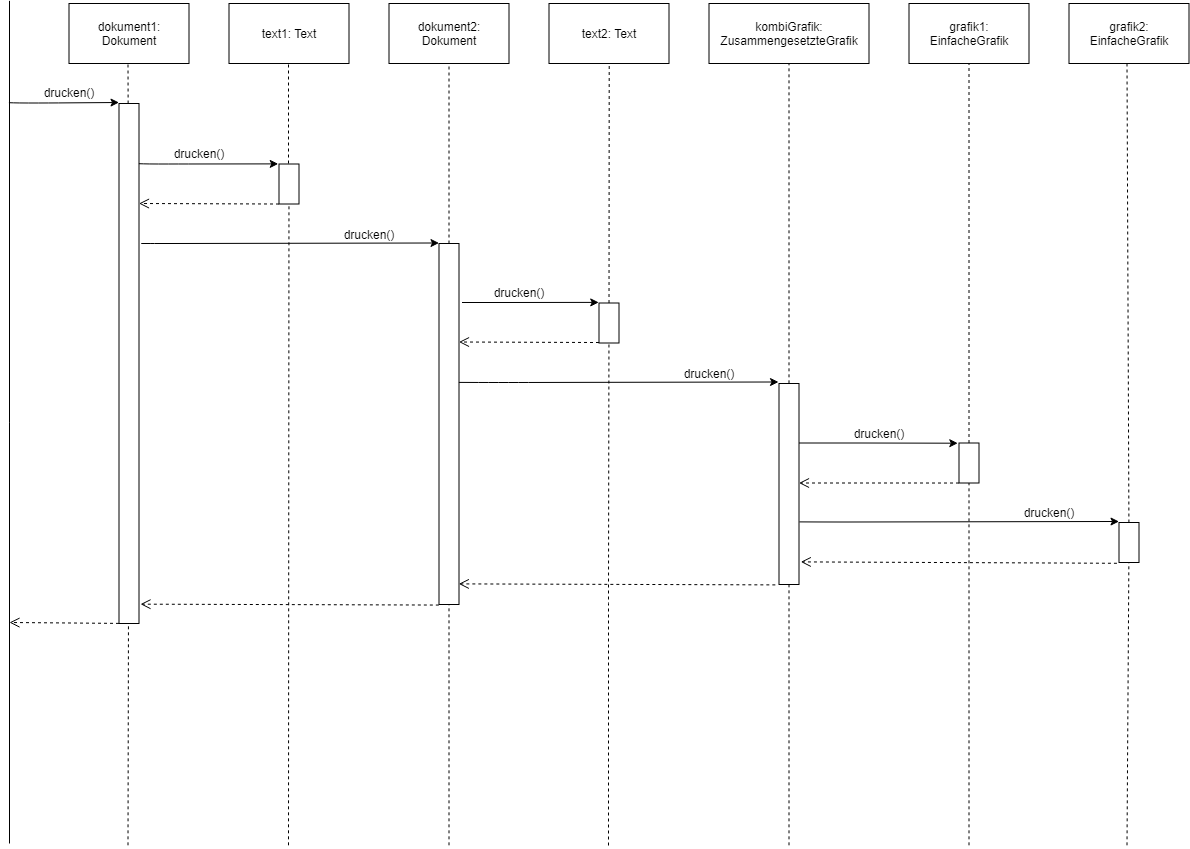 dokument1:
Dokument
text1: Text
dokument2:
Dokument
text2: Text
kombiGrafik:
ZusammengesetzteGrafik
grafik1:
EinfacheGrafik
grafik2:
EinfacheGrafik
drucken()
drucken()
drucken()
drucken()
drucken()
drucken()
drucken()